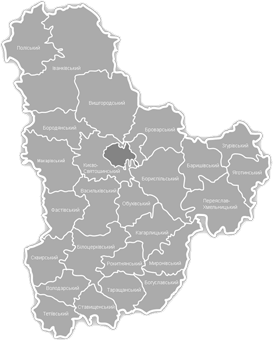 Поліський
Іванківський
Вишгородський
Бородянський
Броварський
Згурівський
Макарівський
Києво-
Святошинський
Баришівський
Яготинський
Бориспільський
Васильківський
Фастівський
Обухівський
Переяслав-
Хмельницький
Кагарлицький
Білоцерківський
Сквирський
Рокитнянський
Миронівський
Володарський
Таращанський
Богуславський
Тетіївський
Ставищенський